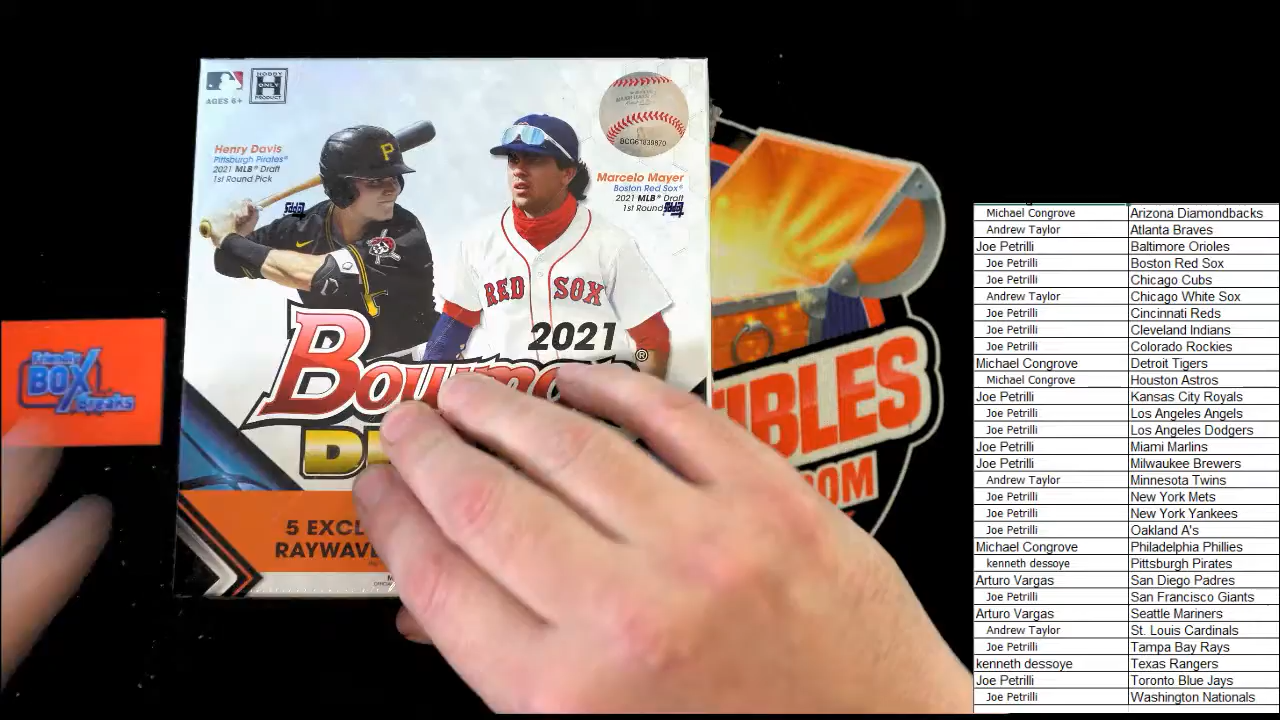 AGES 6+
HOBBY
ONLY
PRODUCT
BCG61838870
Henry Davis
Pittsburgh Pirates®
2021 MLB® Draft
1st Round Pick
Marcelo Mayer
Boston Red Sox®
2021 MLB® Draft
1st Round
P
RED SOX
2021
Bowman®
5 EXCL
RAYWAVE
BOX
IBLES
OM
Michael Congrove Arizona Diamondbacks
Andrew Taylor Atlanta Braves
Joe Petrilli Baltimore Orioles
Joe Petrilli Boston Red Sox
Joe Petrilli Chicago Cubs
Andrew Taylor Chicago White Sox
Joe Petrilli Cincinnati Reds
Joe Petrilli Cleveland Indians
Joe Petrilli Colorado Rockies
Michael Congrove Detroit Tigers
Michael Congrove Houston Astros
Joe Petrilli Kansas City Royals
Joe Petrilli Los Angeles Angels
Joe Petrilli Los Angeles Dodgers
Joe Petrilli Miami Marlins
Joe Petrilli Milwaukee Brewers
Andrew Taylor Minnesota Twins
Joe Petrilli New York Mets
Joe Petrilli New York Yankees
Joe Petrilli Oakland A's
Michael Congrove Philadelphia Phillies
kenneth dessoye Pittsburgh Pirates
Arturo Vargas San Diego Padres
Joe Petrilli San Francisco Giants
Arturo Vargas Seattle Mariners
Andrew Taylor St. Louis Cardinals
Joe Petrilli Tampa Bay Rays
kenneth dessoye Texas Rangers
Joe Petrilli Toronto Blue Jays
Joe Petrilli Washington Nationals